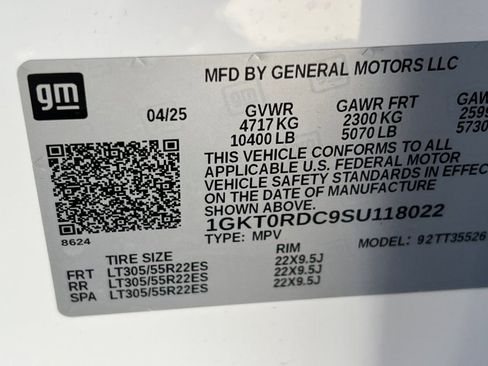 gm
MFD BY GENERAL MOTORS LLC
04/25 GVWR GAWR FRT GAW
4717 KG 2300 KG 259
10400 LB 5070 LB 5730
THIS VEHICLE CONFORMS TO ALL
APPLICABLE U.S. FEDERAL MOTOR
VEHICLE SAFETY STANDARDS IN EFFEC
ON THE DATE OF MANUFACTURE
SHOWN ABOVE.
8624
1GKT0RDC9SU118022
TYPE: MPV MODEL: 92TT35526
TIRE SIZE RIM
FRT LT305/55R22ES 22X9.5J
RR LT305/55R22ES 22X9.5J
SPA LT305/55R22ES 22X9.5J